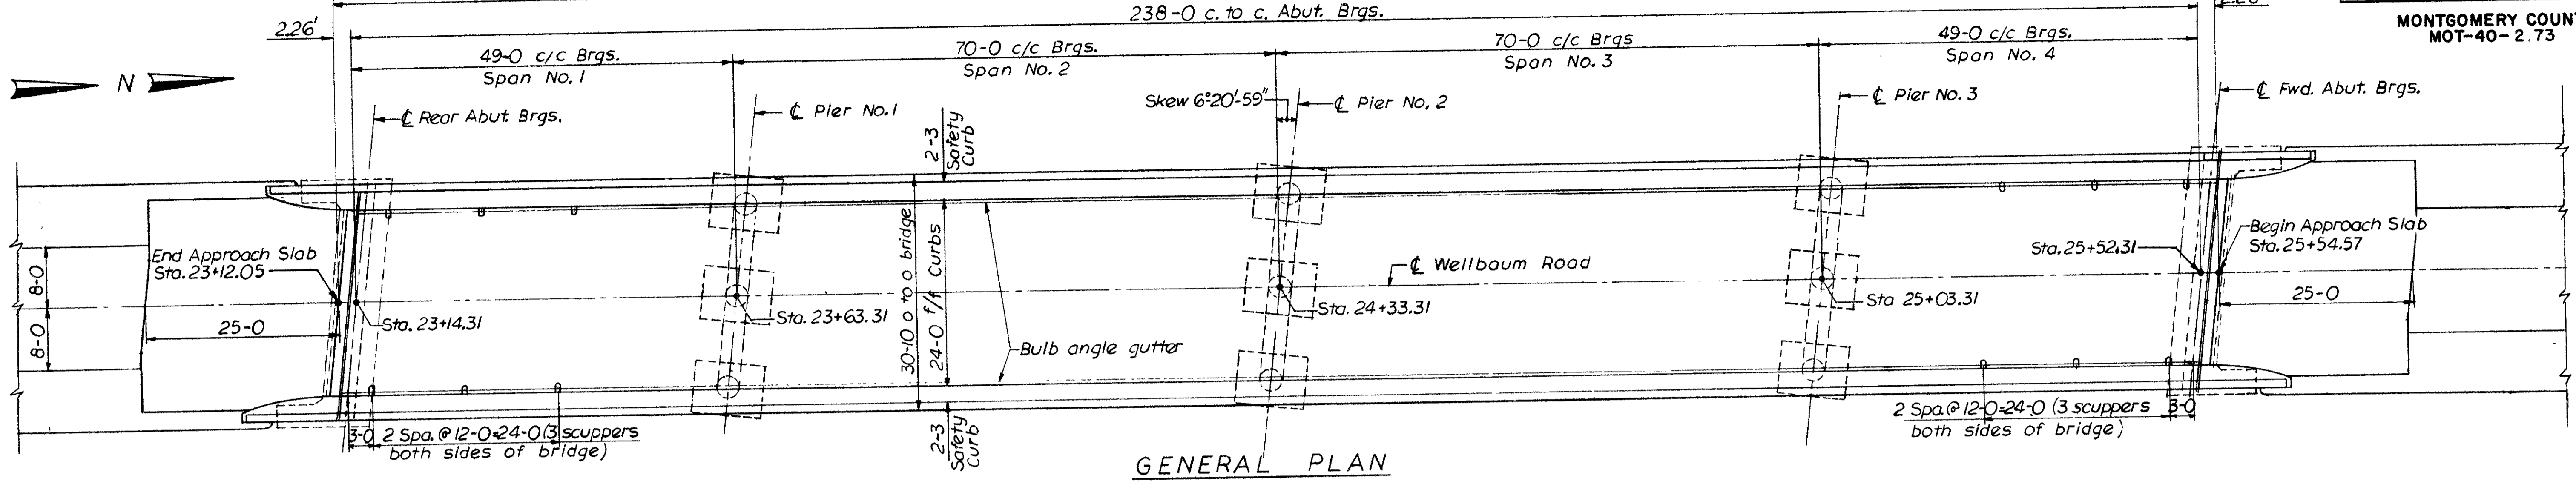 238-0 c. to c. Abut. Brgs.
2.26'
MONTGOMERY COUN
MOT-40-2.73
49-0 c/c Brgs.
Span No. 1
70-0 c/c Brgs.
Span No. 2
70-0 c/c Brgs
Span No. 3
49-0 c/c Brgs.
Span No. 4
N
℄ Rear Abut. Brgs.
℄ Pier No. 1
2-3
Safety
Curb
Skew 6°-20'-59"
℄ Pier No. 2
℄ Pier No. 3
℄ Fwd. Abut. Brgs.
End Approach Slab
Sta. 23+12.05
8-0
8-0
25-0
Sta. 23+14.31
Sta. 23+63.31
30-10 o to o bridge
24-0 f/f Curbs
Bulb angle gutter
Sta. 24+33.31
℄ Wellbaum Road
Sta 25+03.31
Sta. 25+52.31
Begin Approach Slab
Sta. 25+54.57
25-0
3-0
2 Spa. @ 12-0=24-0 (3 scuppers
both sides of bridge)
2-3
Safety
Curb
2 Spa. @ 12-0=24-0 (3 scuppers
both sides of bridge)
3-0
GENERAL PLAN